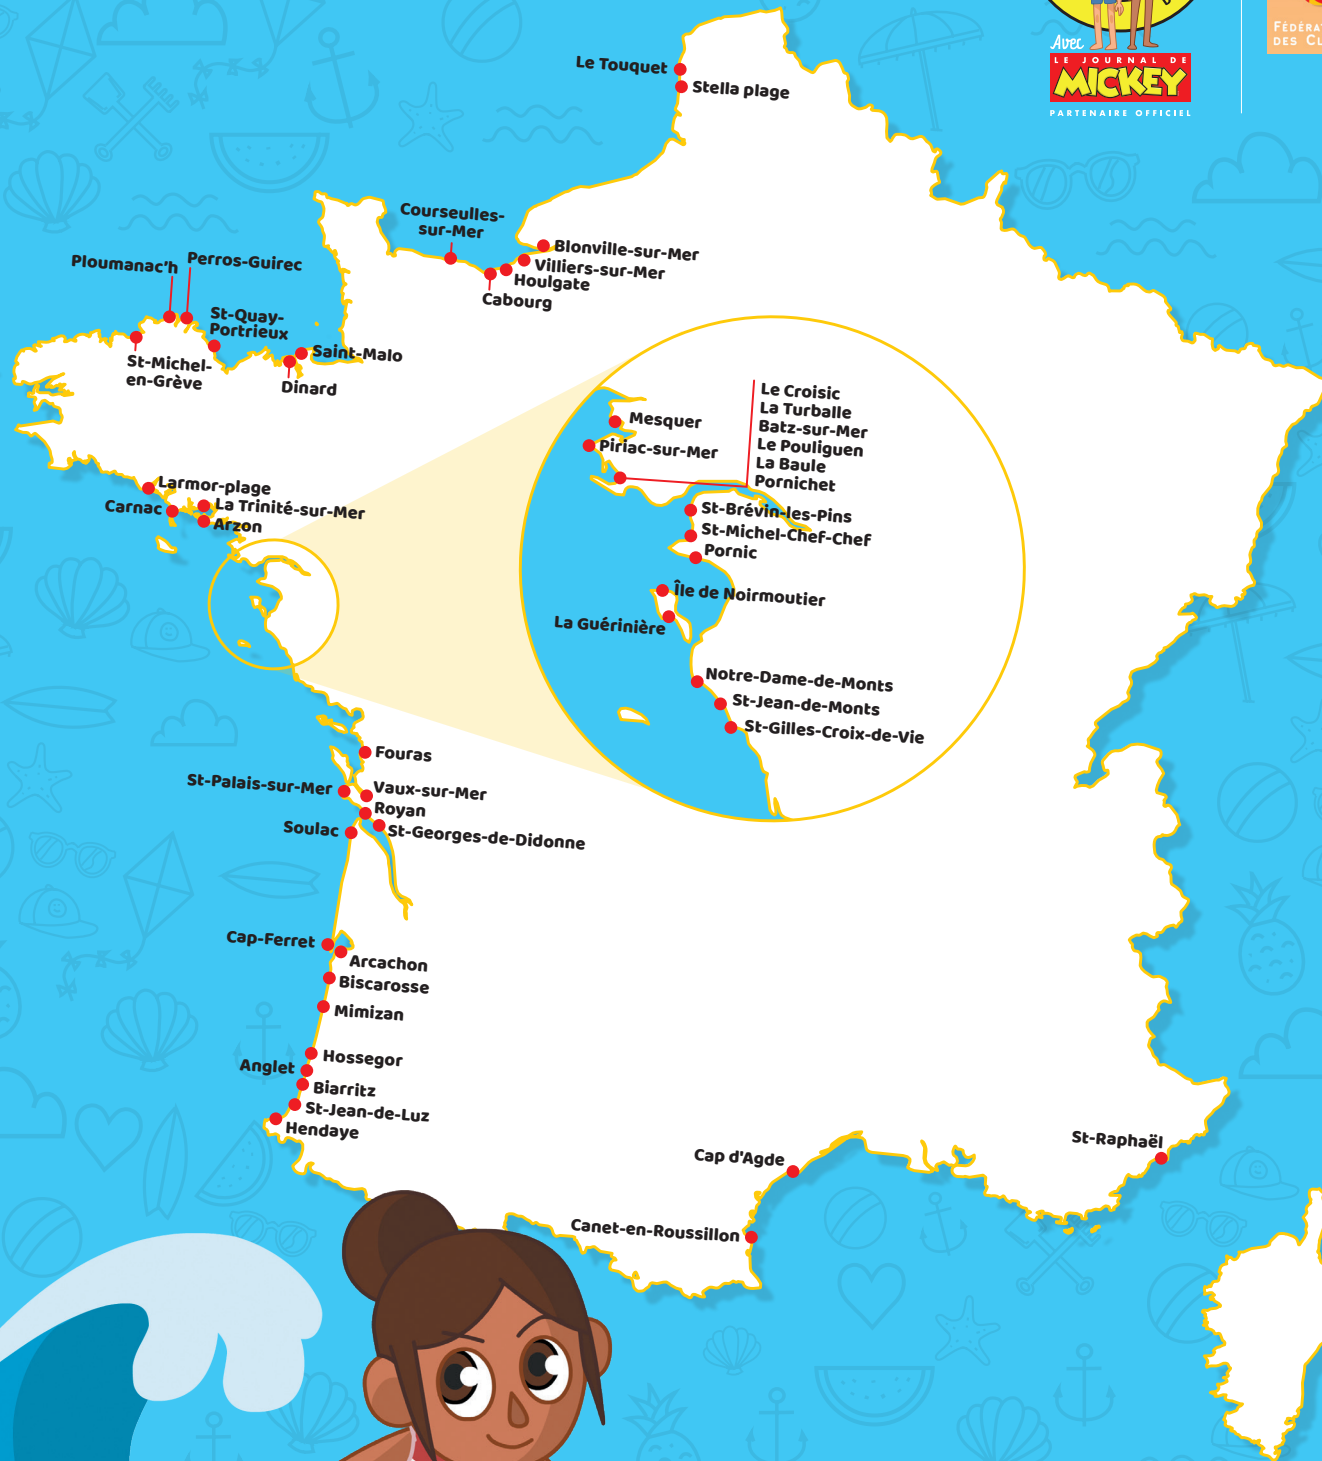 Avec
LE JOURNAL DE
MICKEY
PARTENAIRE OFFICIEL
DES
Le Touquet
Stella plage
Courseulles-
sur-Mer
Blonville-sur-Mer
Villiers-sur-Mer
Houlgate
Cabourg
Ploumanac'h
Perros-Guirec
St-Quay-
Portrieux
Saint-Malo
St-Michel-
en-Grève
Dinard
Le Croisic
La Turballe
Batz-sur-Mer
Le Pouliguen
La Baule
Pornichet
Mesquer
Piriac-sur-Mer
Larmor-plage
La Trinité-sur-Mer
Carnac
Arzon
St-Brévin-les-Pins
St-Michel-Chef-Chef
Pornic
Île de Noirmoutier
La Guérinière
Notre-Dame-de-Monts
St-Jean-de-Monts
St-Gilles-Croix-de-Vie
Fouras
St-Palais-sur-Mer
Vaux-sur-Mer
Royan
Soulac
St-Georges-de-Didonne
Cap-Ferret
Arcachon
Biscarosse
Mimizan
Hossegor
Anglet
Biarritz
St-Jean-de-Luz
Hendaye
St-Raphaël
Cap d'Agde
Canet-en-Roussillon